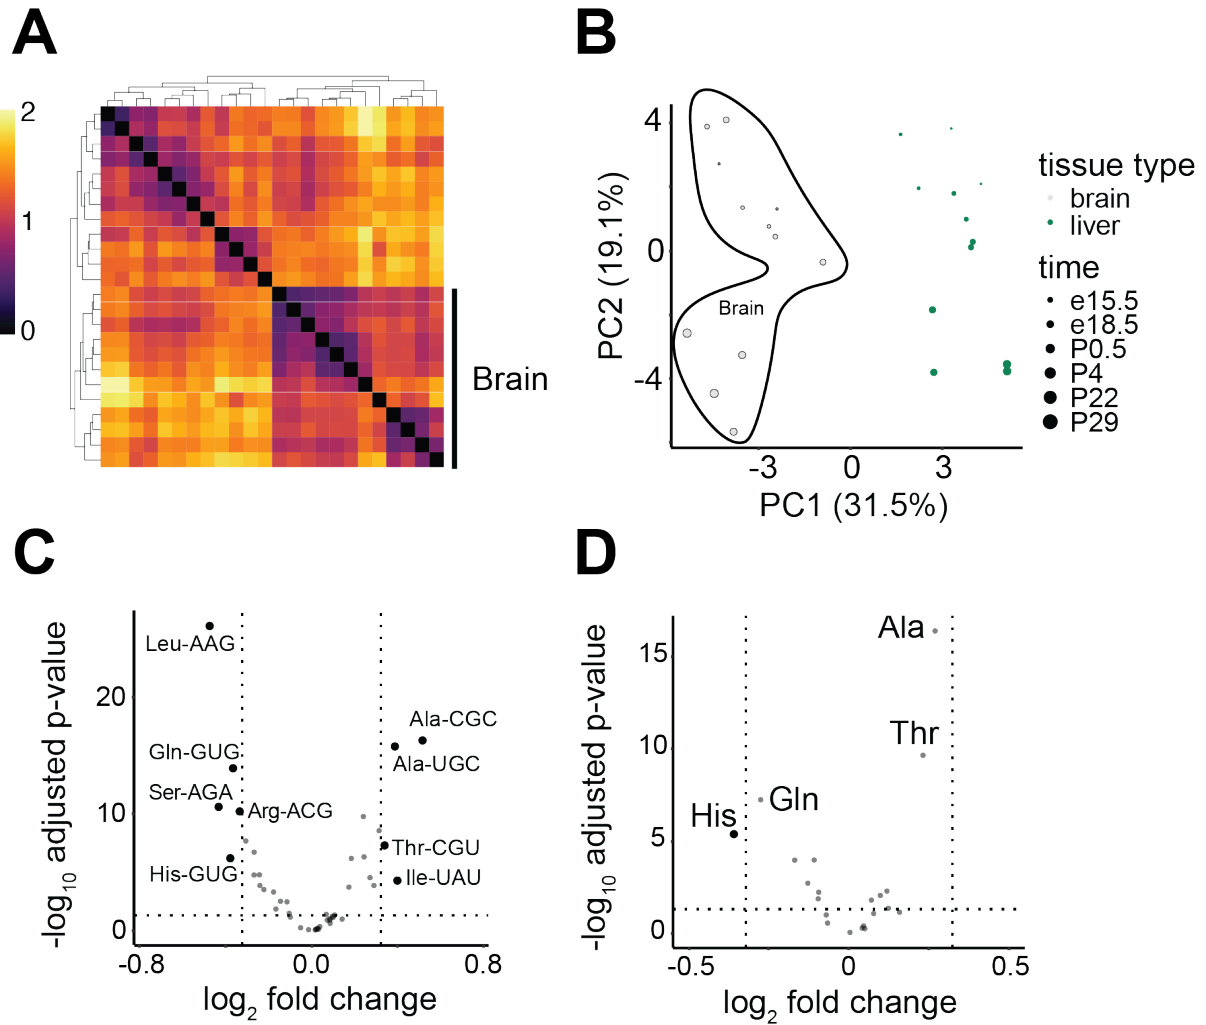 A
2
1
0
Brain
B
4
0
-4
PC2 (19.1%)
Brain
-3
0
3
PC1 (31.5%)
tissue type
brain
liver
time
e15.5
e18.5
P0.5
P4
P22
P29
C
-log10 adjusted p-value
20
10
0
Leu-AAG
Ala-CGC
Gln-GUG
Ala-UGC
Ser-AGA
Arg-ACG
Thr-CGU
His-GUG
Ile-UAU
-0.8
0.0
0.8
log2 fold change
D
-log10 adjusted p-value
15
10
5
0
Ala
Thr
Gln
His
-0.5
0
0.5
log2 fold change